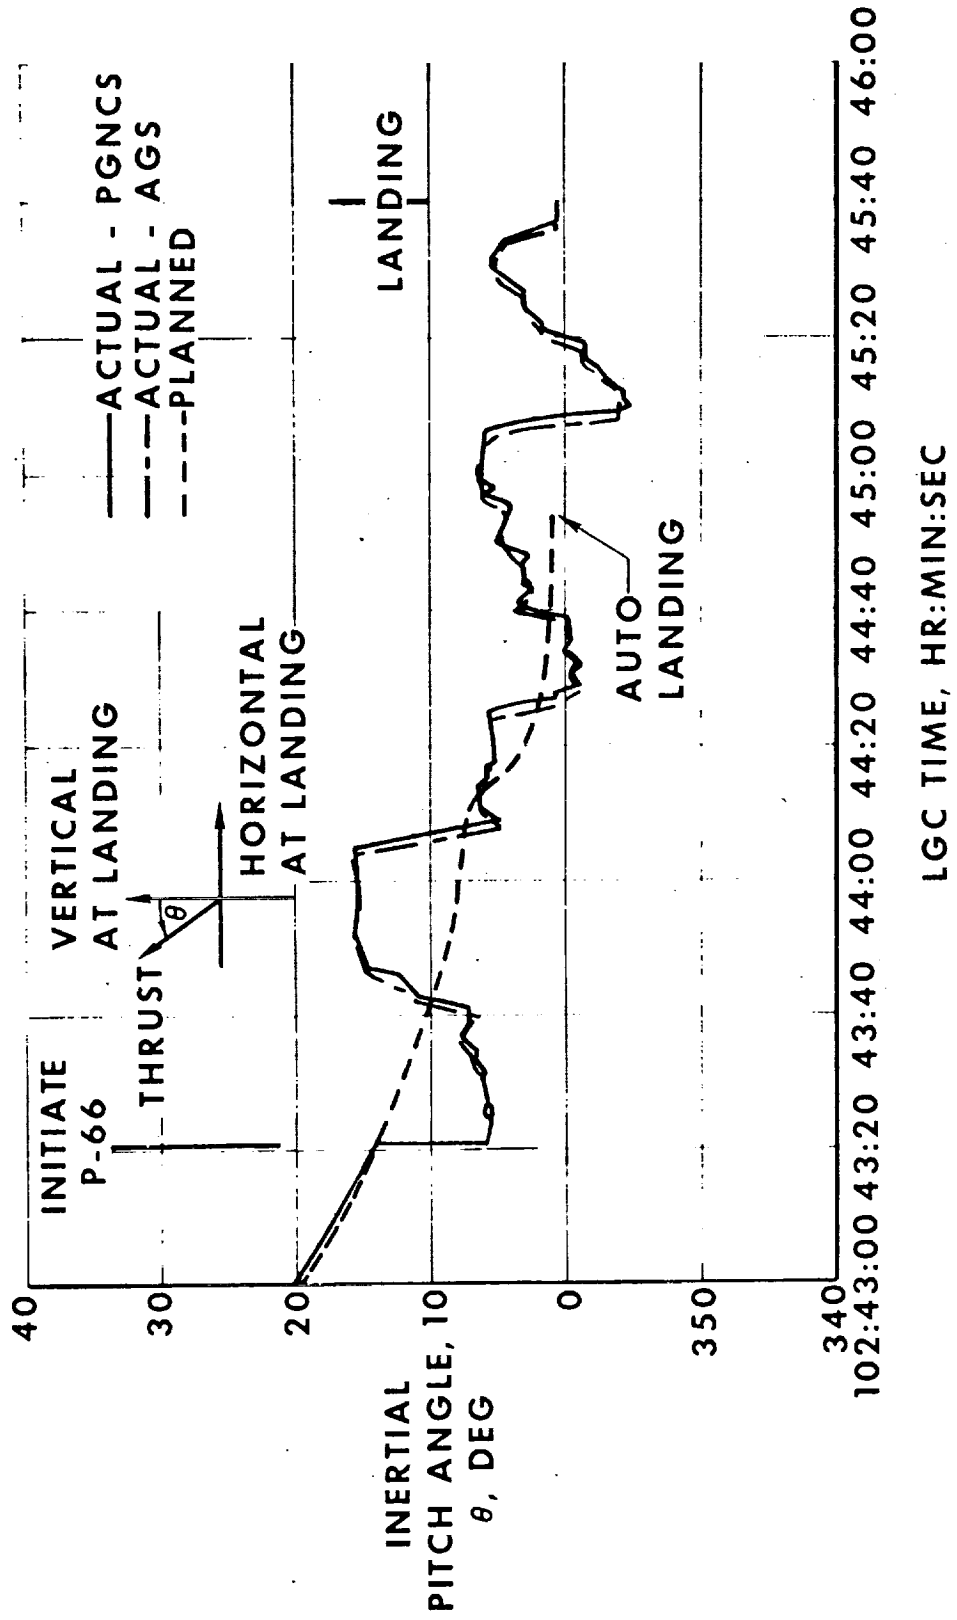 INITIATE
P-66
THRUST
θ
VERTICAL
AT LANDING
HORIZONTAL
AT LANDING
ACTUAL - PGNCS
ACTUAL - AGS
PLANNED
LANDING
AUTO
LANDING
INERTIAL
PITCH ANGLE,
θ, DEG
40
30
20
10
0
350
340
102:43:00 43:20 43:40 44:00 44:20 44:40 45:00 45:20 45:40 46:00
LGC TIME, HR:MIN:SEC